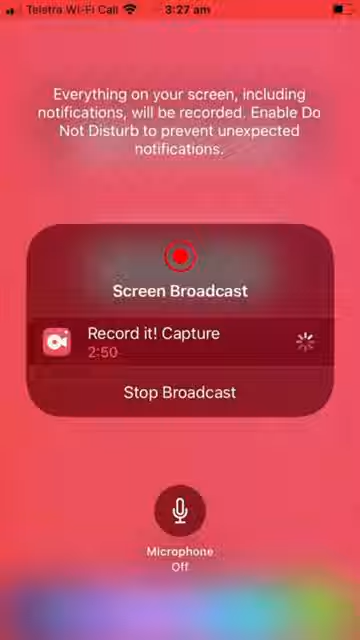 Telstra Wi-Fi Call 3:27 am
Everything on your screen, including
notifications, will be recorded. Enable Do
Not Disturb to prevent unexpected
notifications.
Screen Broadcast
Record it! Capture
2:50
Stop Broadcast
Microphone
Off